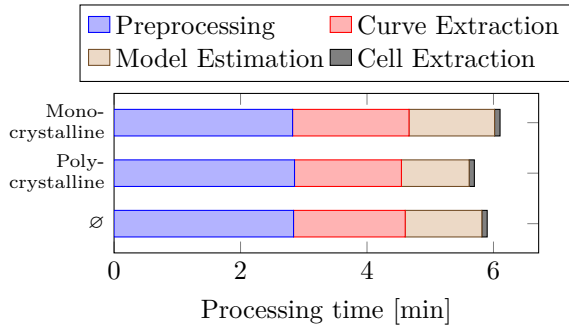 Preprocessing Curve Extraction
Model Estimation Cell Extraction
Mono-
crystalline
Poly-
crystalline
∅
0 2 4 6
Processing time [min]